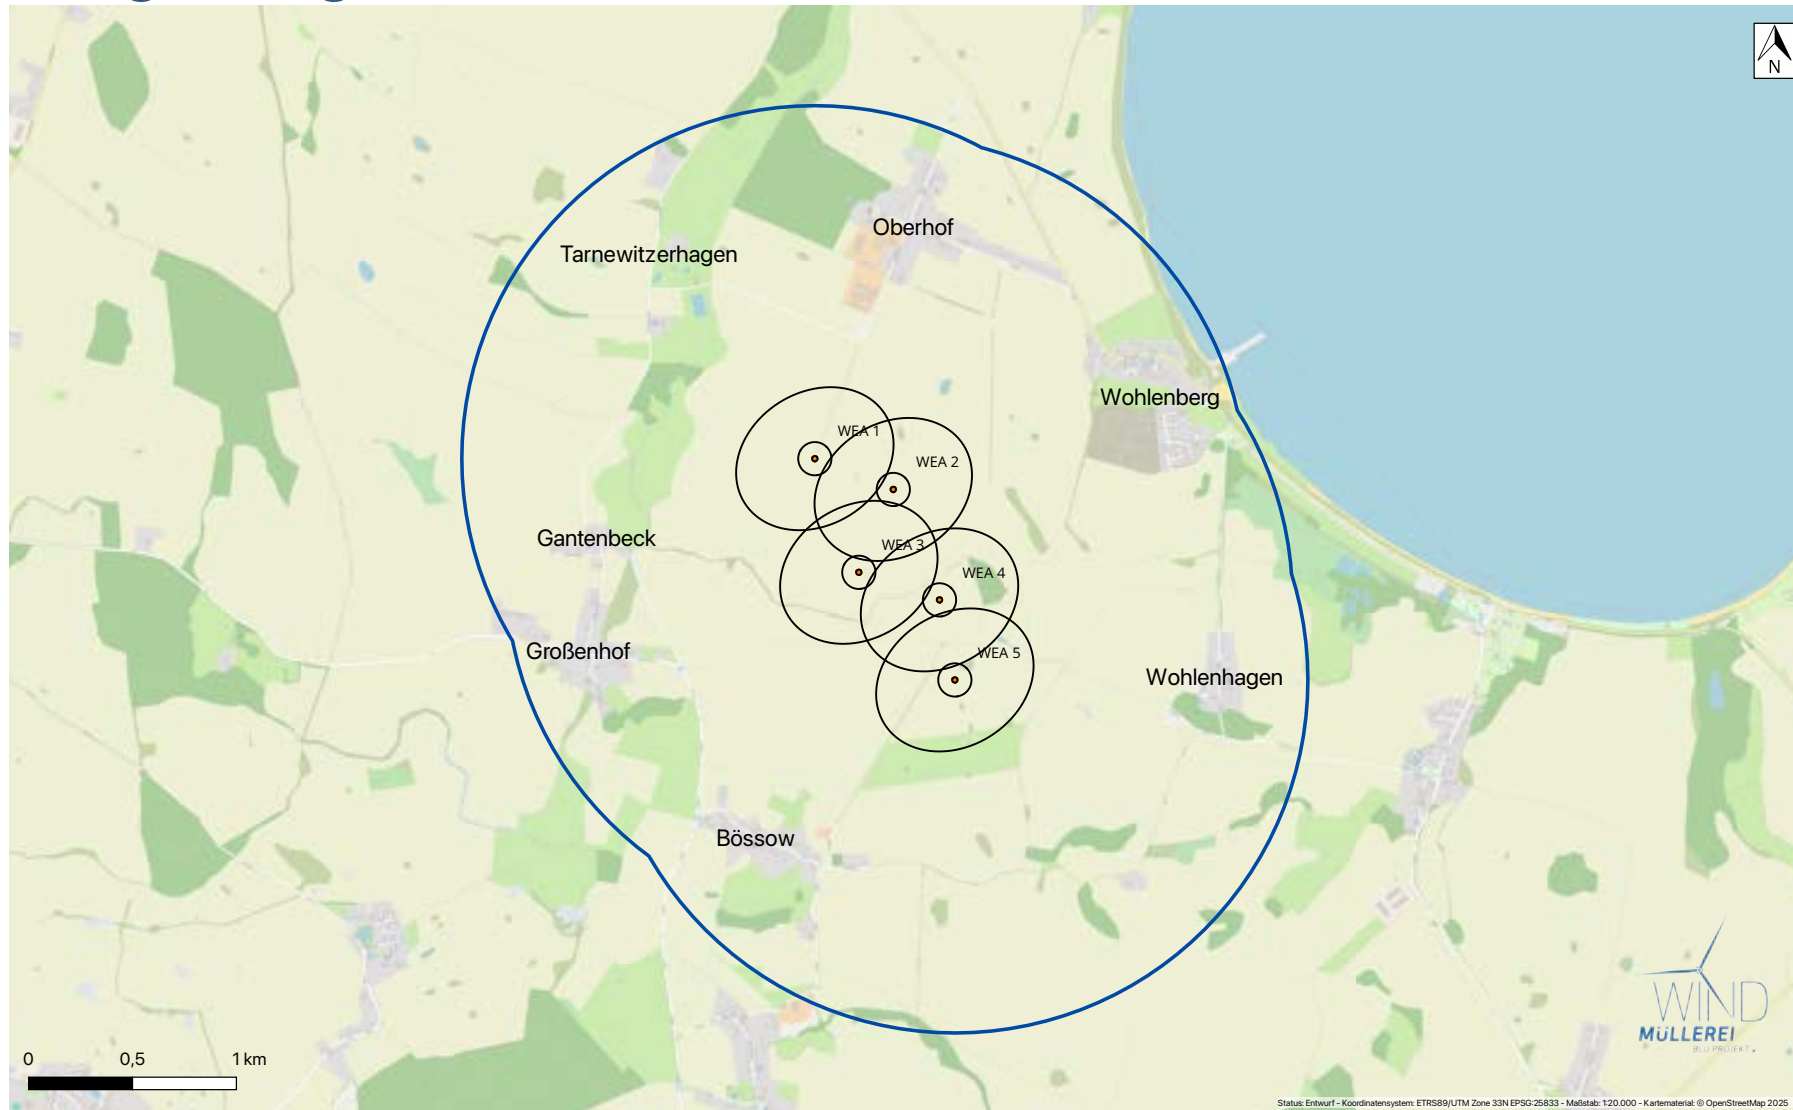 N
Oberhof
Tarnewitzerhagen
Wohlenberg
WEA 1
WEA 2
Gantenbeck
WEA 3
WEA 4
Großenhof
WEA 5
Wohlenhagen
Bössow
WIND
MÜLLEREI
BLU PROJEKT.
0 0,5 1 km
Status: Entwurf - Koordinatensystem: ETRS89/UTM Zone 33N EPSG:25833 - Maßstab: 1:20.000 - Kartematerial: © OpenStreetMap 2025